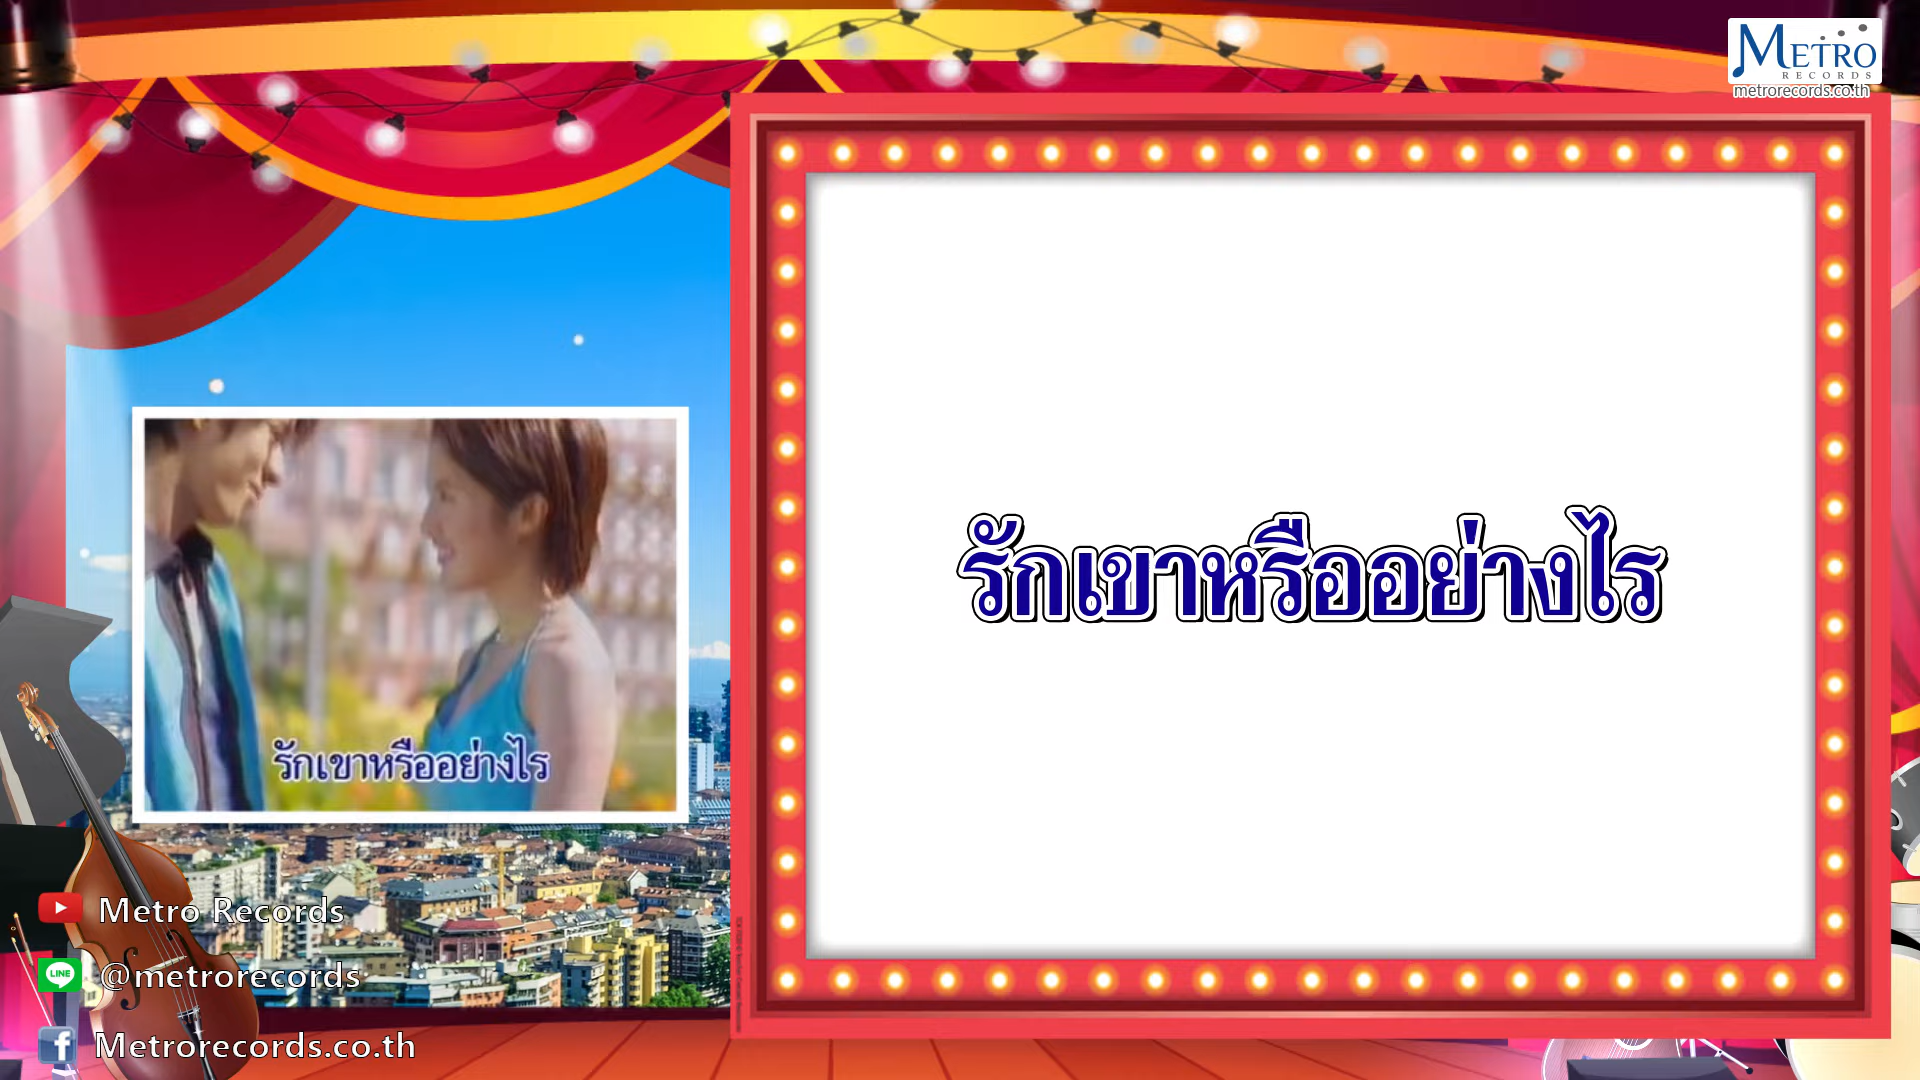 METRO
RECORDS
metrorecords.co.th
รักเขาหรืออย่างไร
รักเขาหรืออย่างไร
Metro Records
LINE
@metrorecords
Metrorecords.co.th